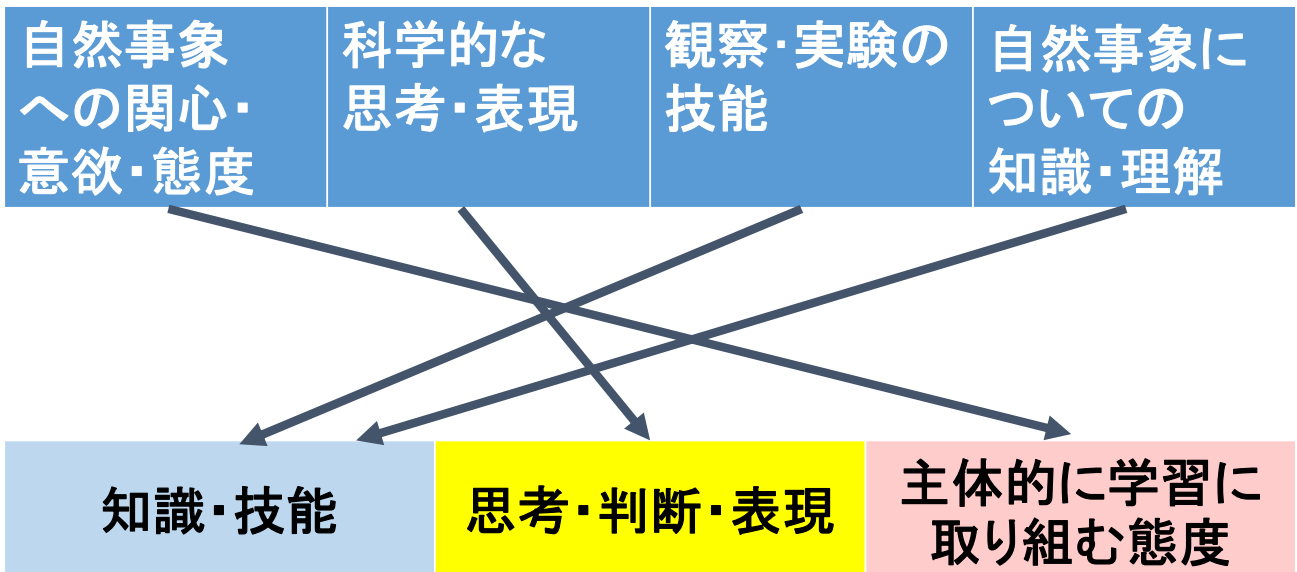 自然事象
への関心・
意欲・態度
科学的な
思考・表現
観察・実験の
技能
自然事象に
ついての
知識・理解
知識・技能
思考・判断・表現
主体的に学習に
取り組む態度